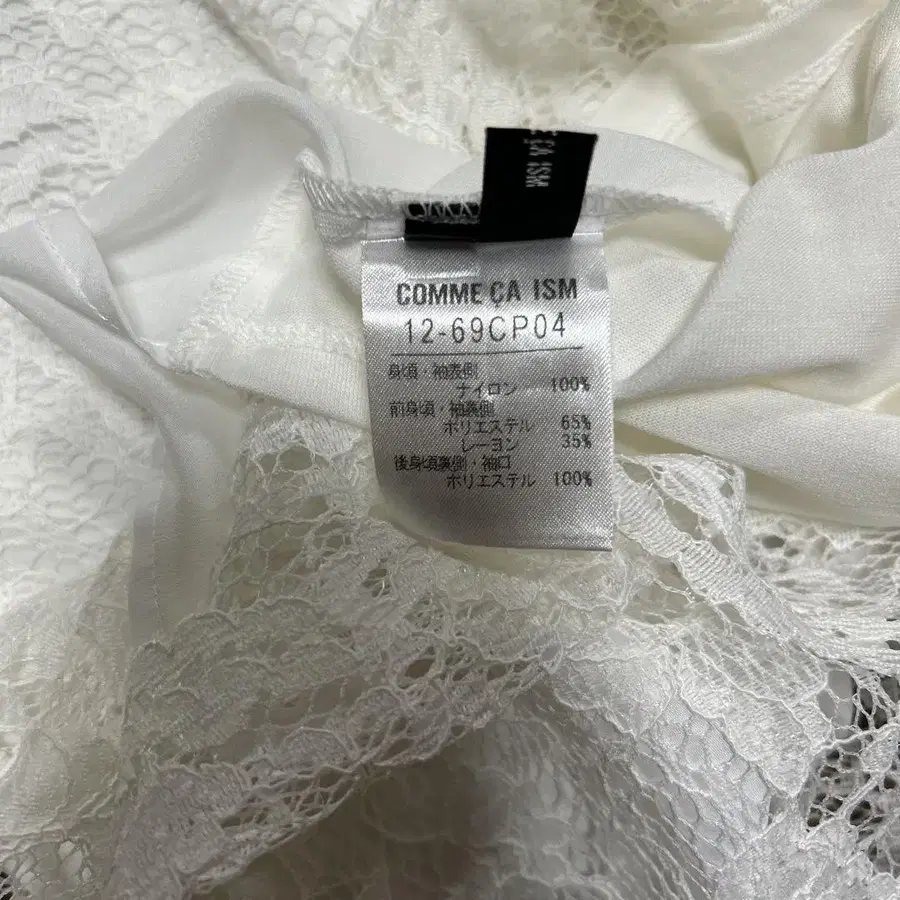 ÇA ISM
COMME ÇA ISM
12-69CP04
身頃・袖表側
ナイロン 100%
前身頃・袖裏側
ポリエステル 65%
レーヨン 35%
後身頃裏側・袖口
ポリエステル 100%